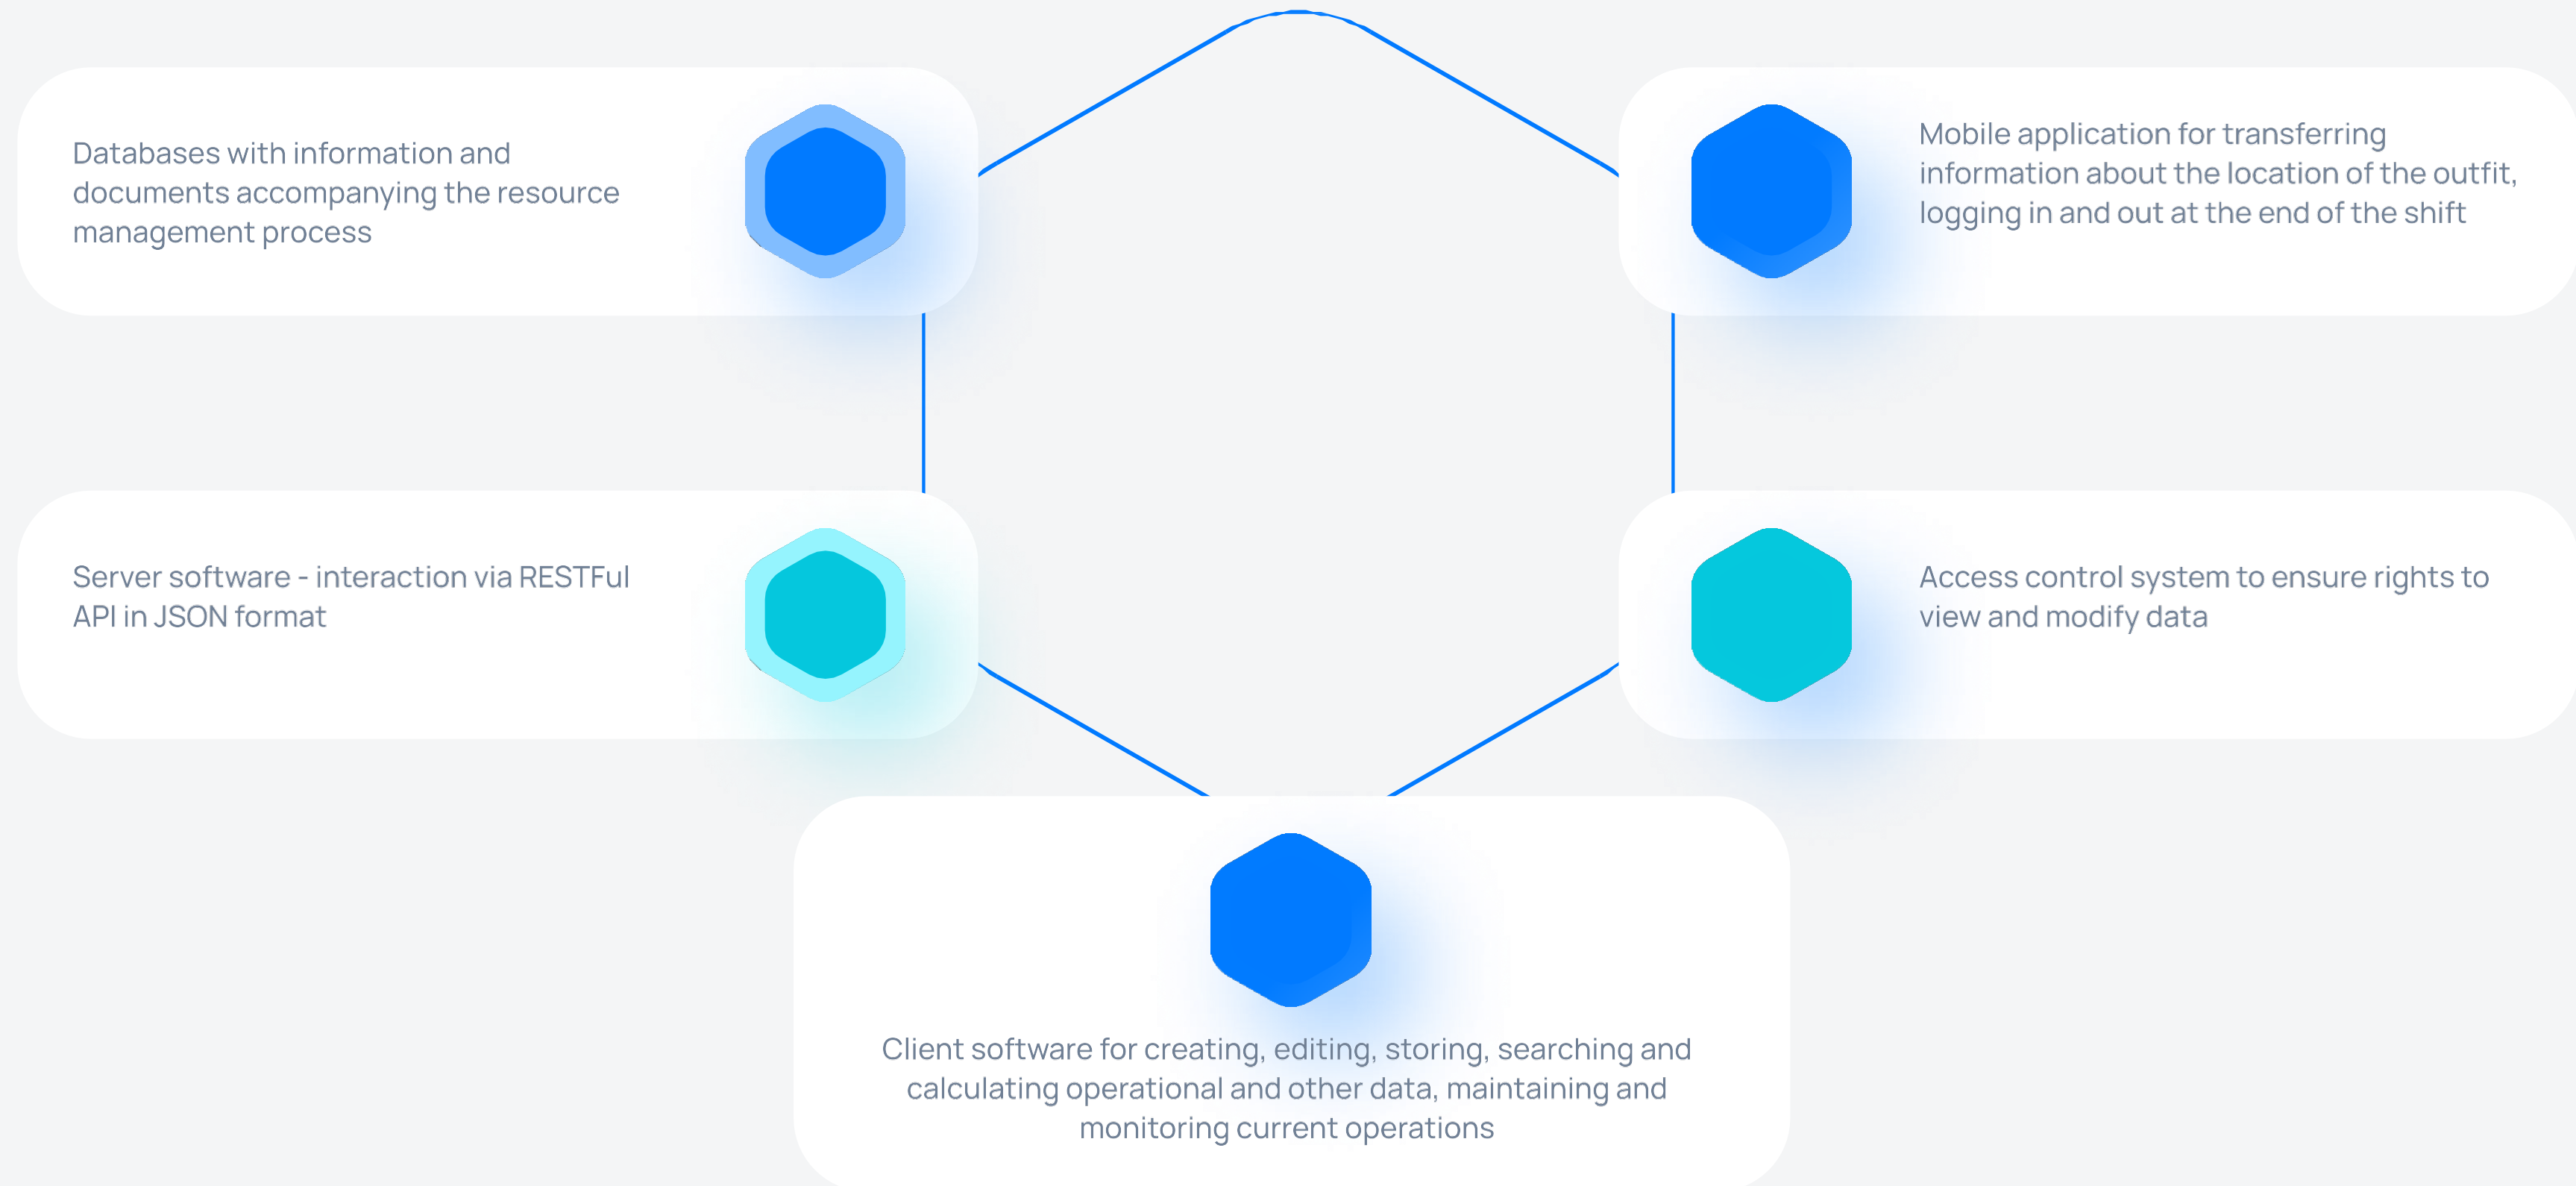 Databases with information and
documents accompanying the resource
management process
Mobile application for transferring
information about the location of the outfit,
logging in and out at the end of the shift
Server software - interaction via RESTFul
API in JSON format
Access control system to ensure rights to
view and modify data
Client software for creating, editing, storing, searching and
calculating operational and other data, maintaining and
monitoring current operations